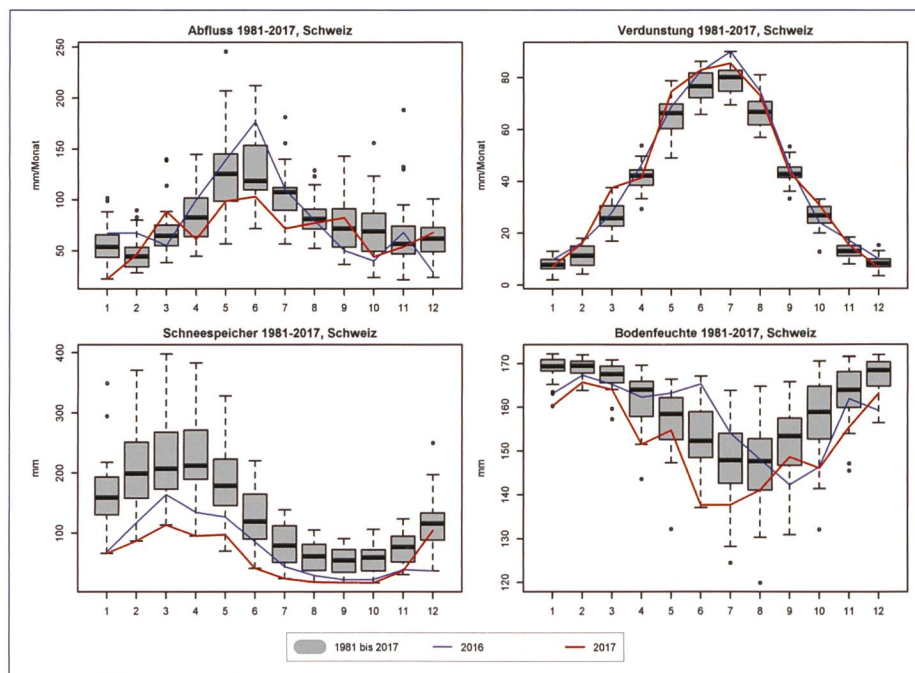 Abfluss 1981-2017, Schweiz
mm/Monat
250
200
150
100
50
1 2 3 4 5 6 7 8 9 10 11 12
Verdunstung 1981-2017, Schweiz
mm/Monat
80
60
40
20
0
1 2 3 4 5 6 7 8 9 10 11 12
Schneespeicher 1981-2017, Schweiz
mm
400
300
200
100
1 2 3 4 5 6 7 8 9 10 11 12
Bodenfeuchte 1981-2017, Schweiz
mm
170
160
150
140
130
120
1 2 3 4 5 6 7 8 9 10 11 12
1981 bis 2017 2016 2017